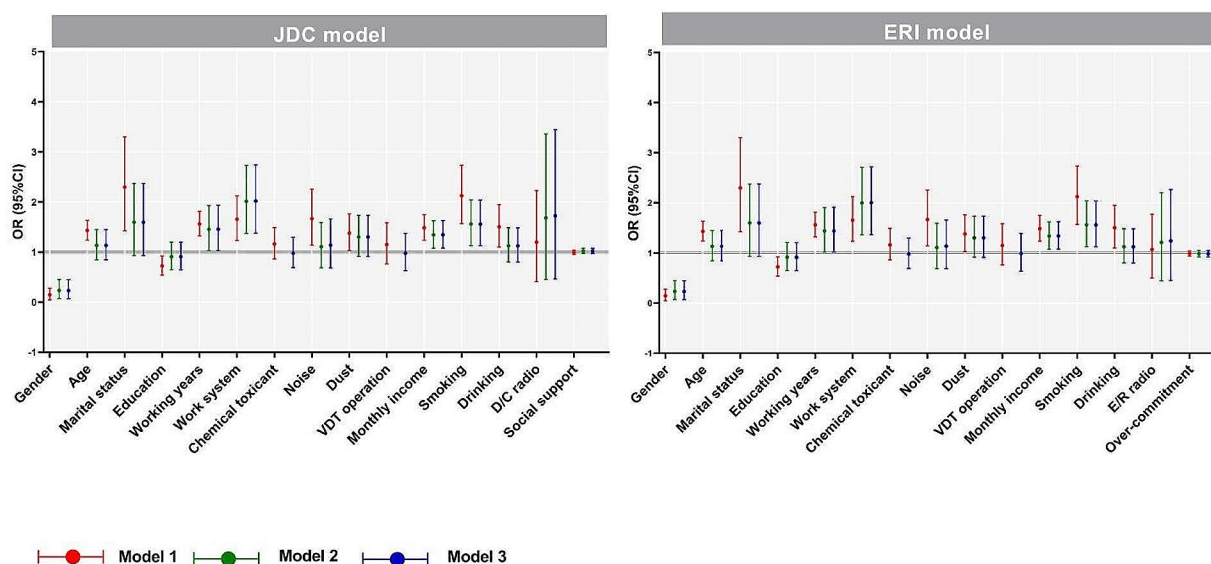 JDC model
OR (95%CI)
5
4
3
2
1
0
-1
Gender
Age
Marital status
Education
Working years
Work system
Chemical toxicant
Noise
Dust
VDT operation
Monthly income
Smoking
Drinking
D/C radio
Social support
ERI model
OR (95%CI)
5
4
3
2
1
0
-1
Gender
Age
Marital status
Education
Working years
Work system
Chemical toxicant
Noise
Dust
VDT operation
Monthly income
Smoking
Drinking
E/R radio
Over-commitment
Model 1 Model 2 Model 3